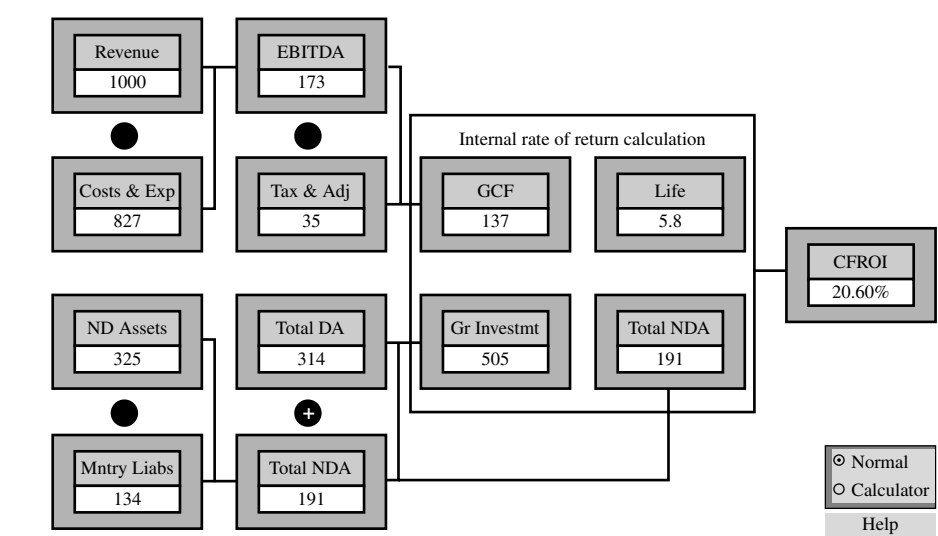 Revenue
1000
EBITDA
173
Internal rate of return calculation
Costs & Exp
827
Tax & Adj
35
GCF
137
Life
5.8
CFROI
20.60%
ND Assets
325
Total DA
314
Gr Investmt
505
Total NDA
191
+
Mntry Liabs
134
Total NDA
191
Normal
Calculator
Help